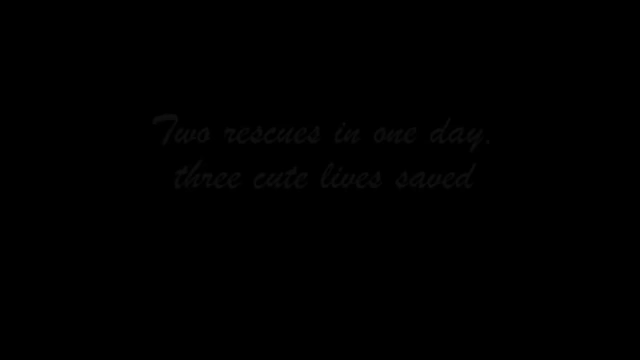 Two rescues in one day,
three cute lives saved